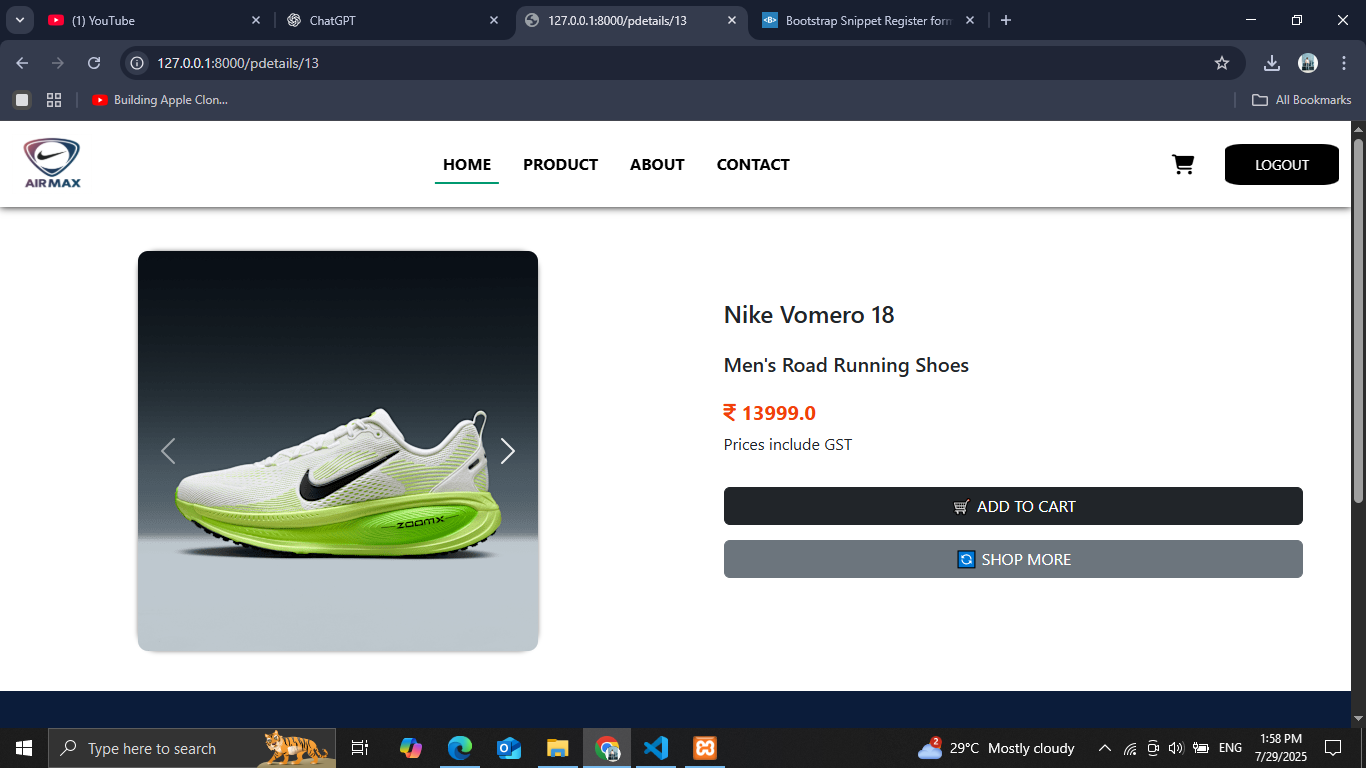 (1) YouTube
ChatGPT
127.0.0.1:8000/pdetails/13
Bootstrap Snippet Register form
127.0.0.1:8000/pdetails/13
Building Apple Clon...
All Bookmarks
AIRMAX
HOME PRODUCT ABOUT CONTACT
LOGOUT
Nike Vomero 18
Men's Road Running Shoes
₹ 13999.0
Prices include GST
ZOOMX
ADD TO CART
SHOP MORE
Type here to search
2
29°C Mostly cloudy
ENG
1:58 PM
7/29/2025